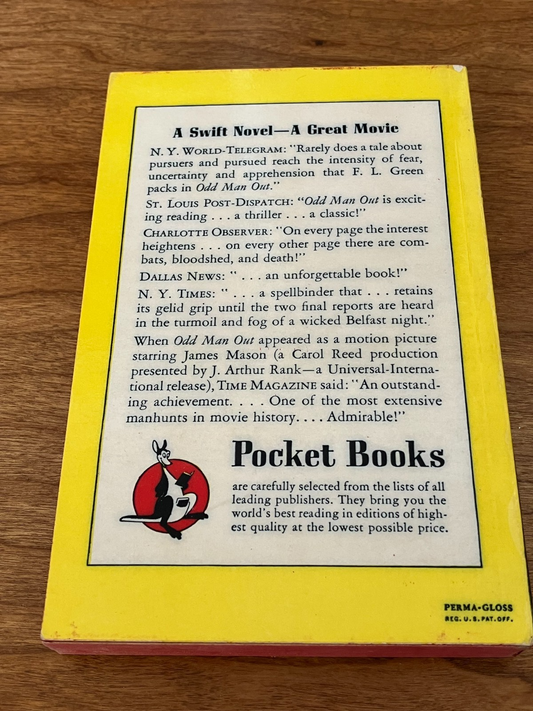 A Swift Novel—A Great Movie
N. Y. WORLD-TELEGRAM: "Rarely does a tale about
pursuers and pursued reach the intensity of fear,
uncertainty and apprehension that F. L. Green
packs in Odd Man Out."
ST. LOUIS POST-DISPATCH: "Odd Man Out is excit-
ing reading . . . a thriller . . . a classic!"
CHARLOTTE OBSERVER: "On every page the interest
heightens . . . on every other page there are com-
bats, bloodshed, and death!"
DALLAS NEWS: " . . . an unforgettable book!"
N. Y. TIMES: " . . . a spellbinder that . . . retains
its gelid grip until the two final reports are heard
in the turmoil and fog of a wicked Belfast night."
When Odd Man Out appeared as a motion picture
starring James Mason (a Carol Reed production
presented by J. Arthur Rank—a Universal-Interna-
tional release), TIME MAGAZINE said: "An outstand-
ing achievement. . . . One of the most extensive
manhunts in movie history. . . . Admirable!"
Pocket Books
are carefully selected from the lists of all
leading publishers. They bring you the
world's best reading in editions of high-
est quality at the lowest possible price.
PERMA-GLOSS
REG. U.S. PAT. OFF.